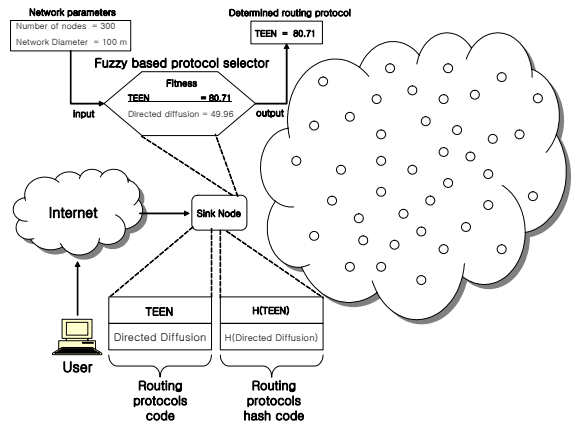 Network parameters
Number of nodes = 300
Network Diameter = 100 m
Determined routing protocol
TEEN = 80.71
Fuzzy based protocol selector
Fitness
TEEN = 80.71
Directed diffusion = 49.96
input
output
Internet
Sink Node
User
TEEN
Directed Diffusion
H(TEEN)
H(Directed Diffusion)
Routing
protocols
code
Routing
protocols
hash code